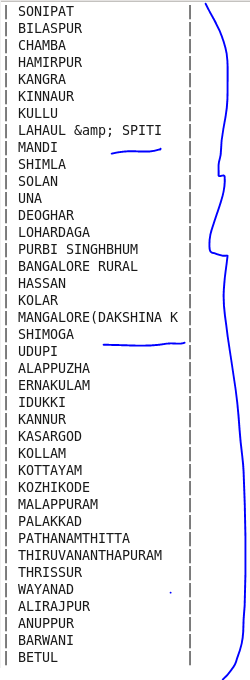 | SONIPAT |
| BILASPUR |
| CHAMBA |
| HAMIRPUR |
| KANGRA |
| KINNAUR |
| KULLU |
| LAHAUL &amp; SPITI |
| MANDI |
| SHIMLA |
| SOLAN |
| UNA |
| DEOGHAR |
| LOHARDAGA |
| PURBI SINGHBHUM |
| BANGALORE RURAL |
| HASSAN |
| KOLAR |
| MANGALORE(DAKSHINA K
| SHIMOGA |
| UDUPI |
| ALAPPUZHA |
| ERNAKULAM |
| IDUKKI |
| KANNUR |
| KASARGOD |
| KOLLAM |
| KOTTAYAM |
| KOZHIKODE |
| MALAPPURAM |
| PALAKKAD |
| PATHANAMTHITTA |
| THIRUVANANTHAPURAM |
| THRISSUR |
| WAYANAD |
| ALIRAJPUR |
| ANUPPUR |
| BARWANI |
| BETUL |